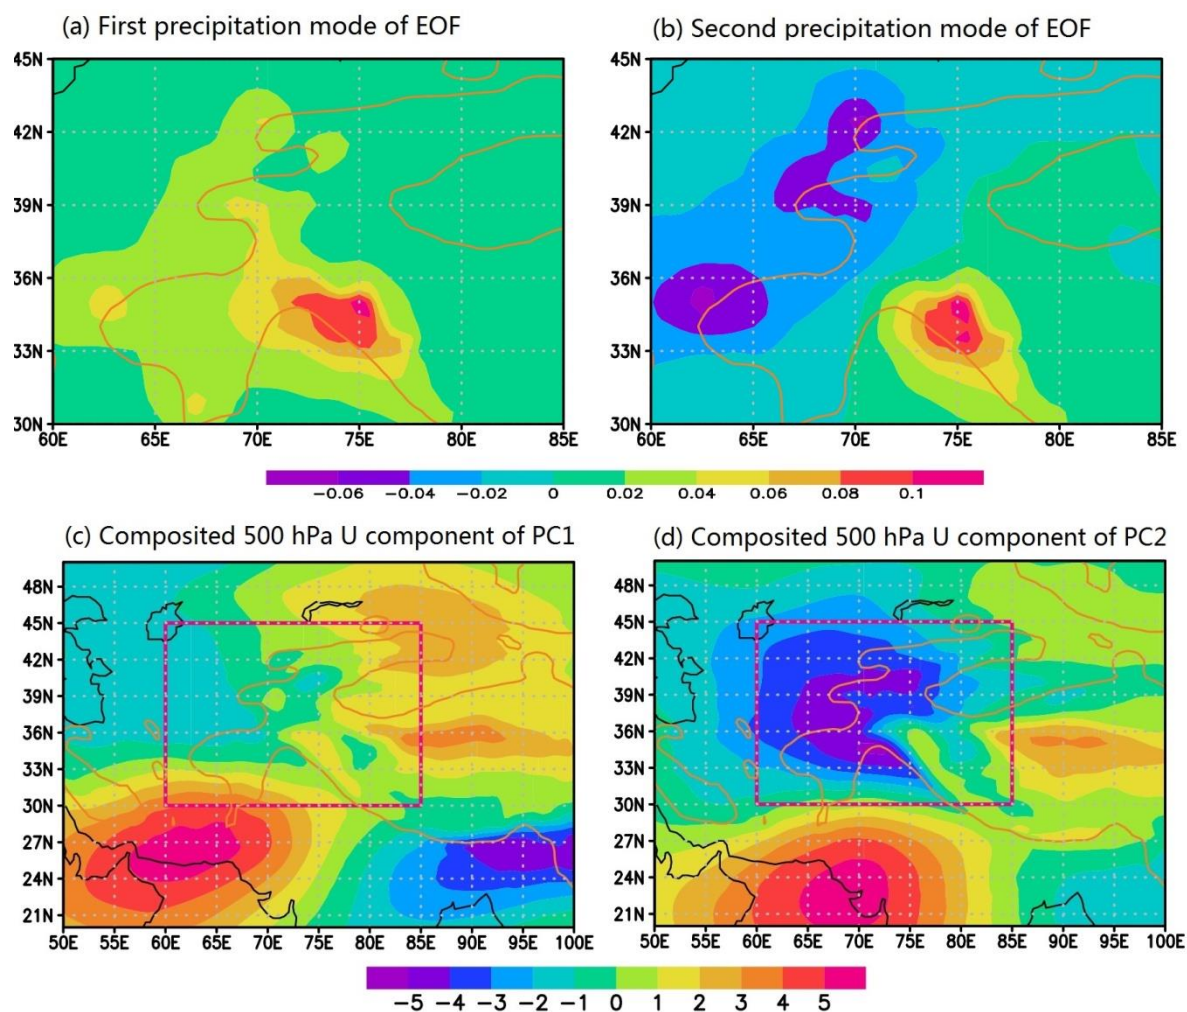 (a) First precipitation mode of EOF
(b) Second precipitation mode of EOF
45N
42N
39N
36N
33N
30N
60E 65E 70E 75E 80E 85E
45N
42N
39N
36N
33N
30N
60E 65E 70E 75E 80E 85E
−0.06 −0.04 −0.02 0 0.02 0.04 0.06 0.08 0.1
(c) Composited 500 hPa U component of PC1
(d) Composited 500 hPa U component of PC2
48N
45N
42N
39N
36N
33N
30N
27N
24N
21N
50E 55E 60E 65E 70E 75E 80E 85E 90E 95E 100E
48N
45N
42N
39N
36N
33N
30N
27N
24N
21N
50E 55E 60E 65E 70E 75E 80E 85E 90E 95E 100E
−5 −4 −3 −2 −1 0 1 2 3 4 5